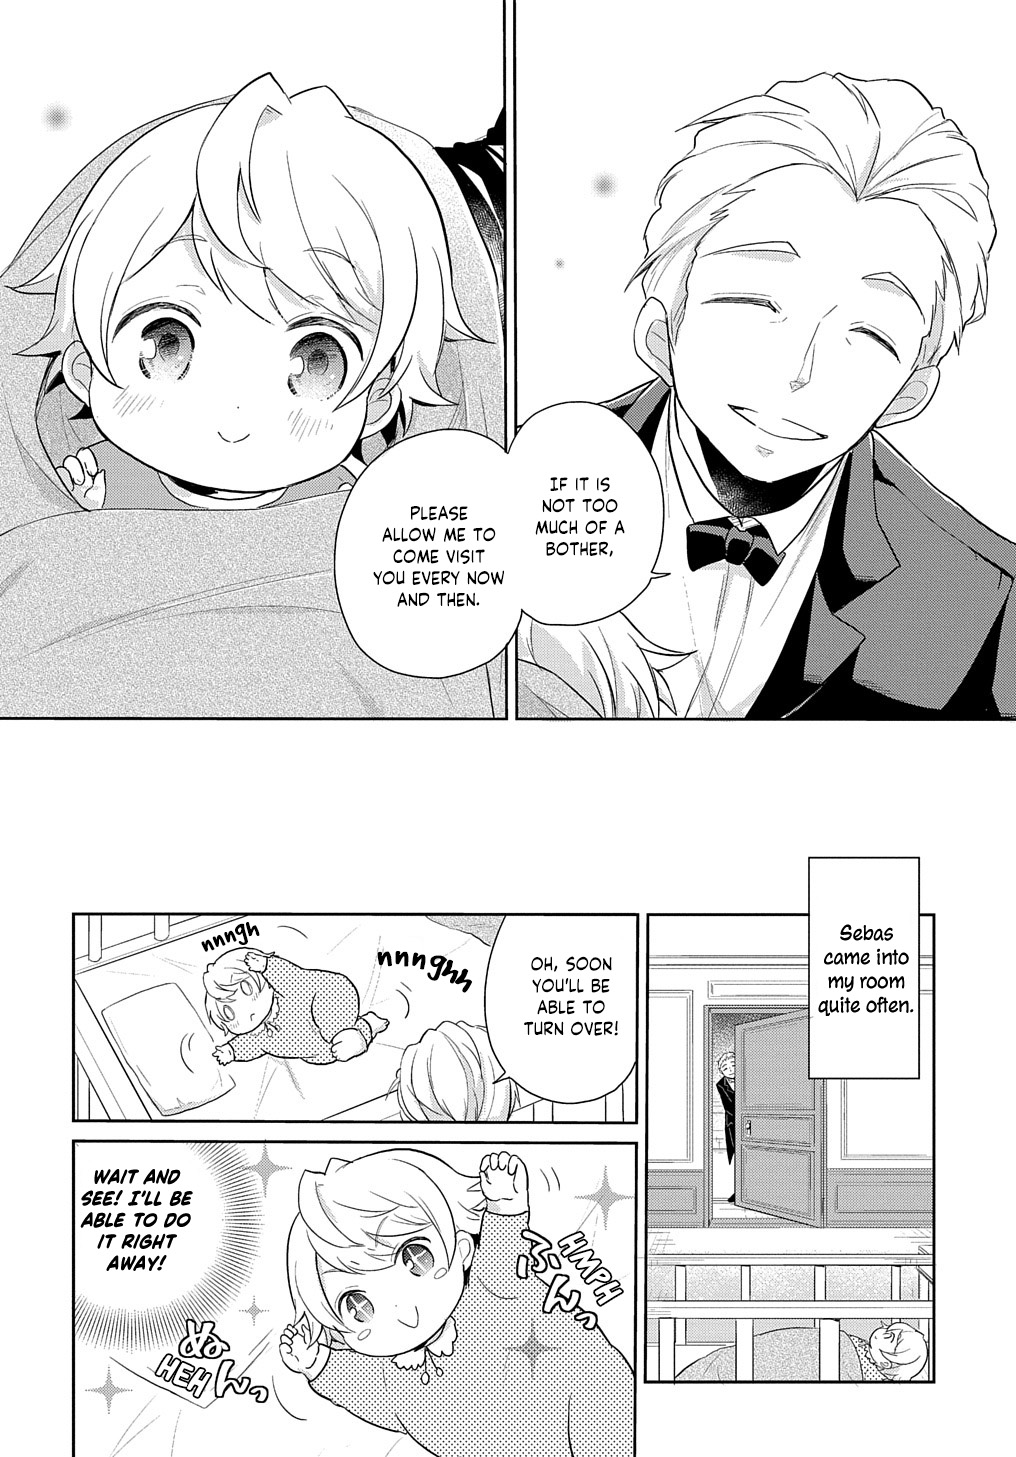 IF IT IS
NOT TOO
MUCH OF A
BOTHER,
PLEASE
ALLOW ME TO
COME VISIT
YOU EVERY NOW
AND THEN.
Sebas
came into
my room
quite often.
OH, SOON
YOU'LL BE
ABLE TO
TURN OVER!
nnnghh
nnngh
HMPH
ふんっ
WAIT AND
SEE! I'LL BE
ABLE TO DO
IT RIGHT
AWAY!
ぬんっ
HEH